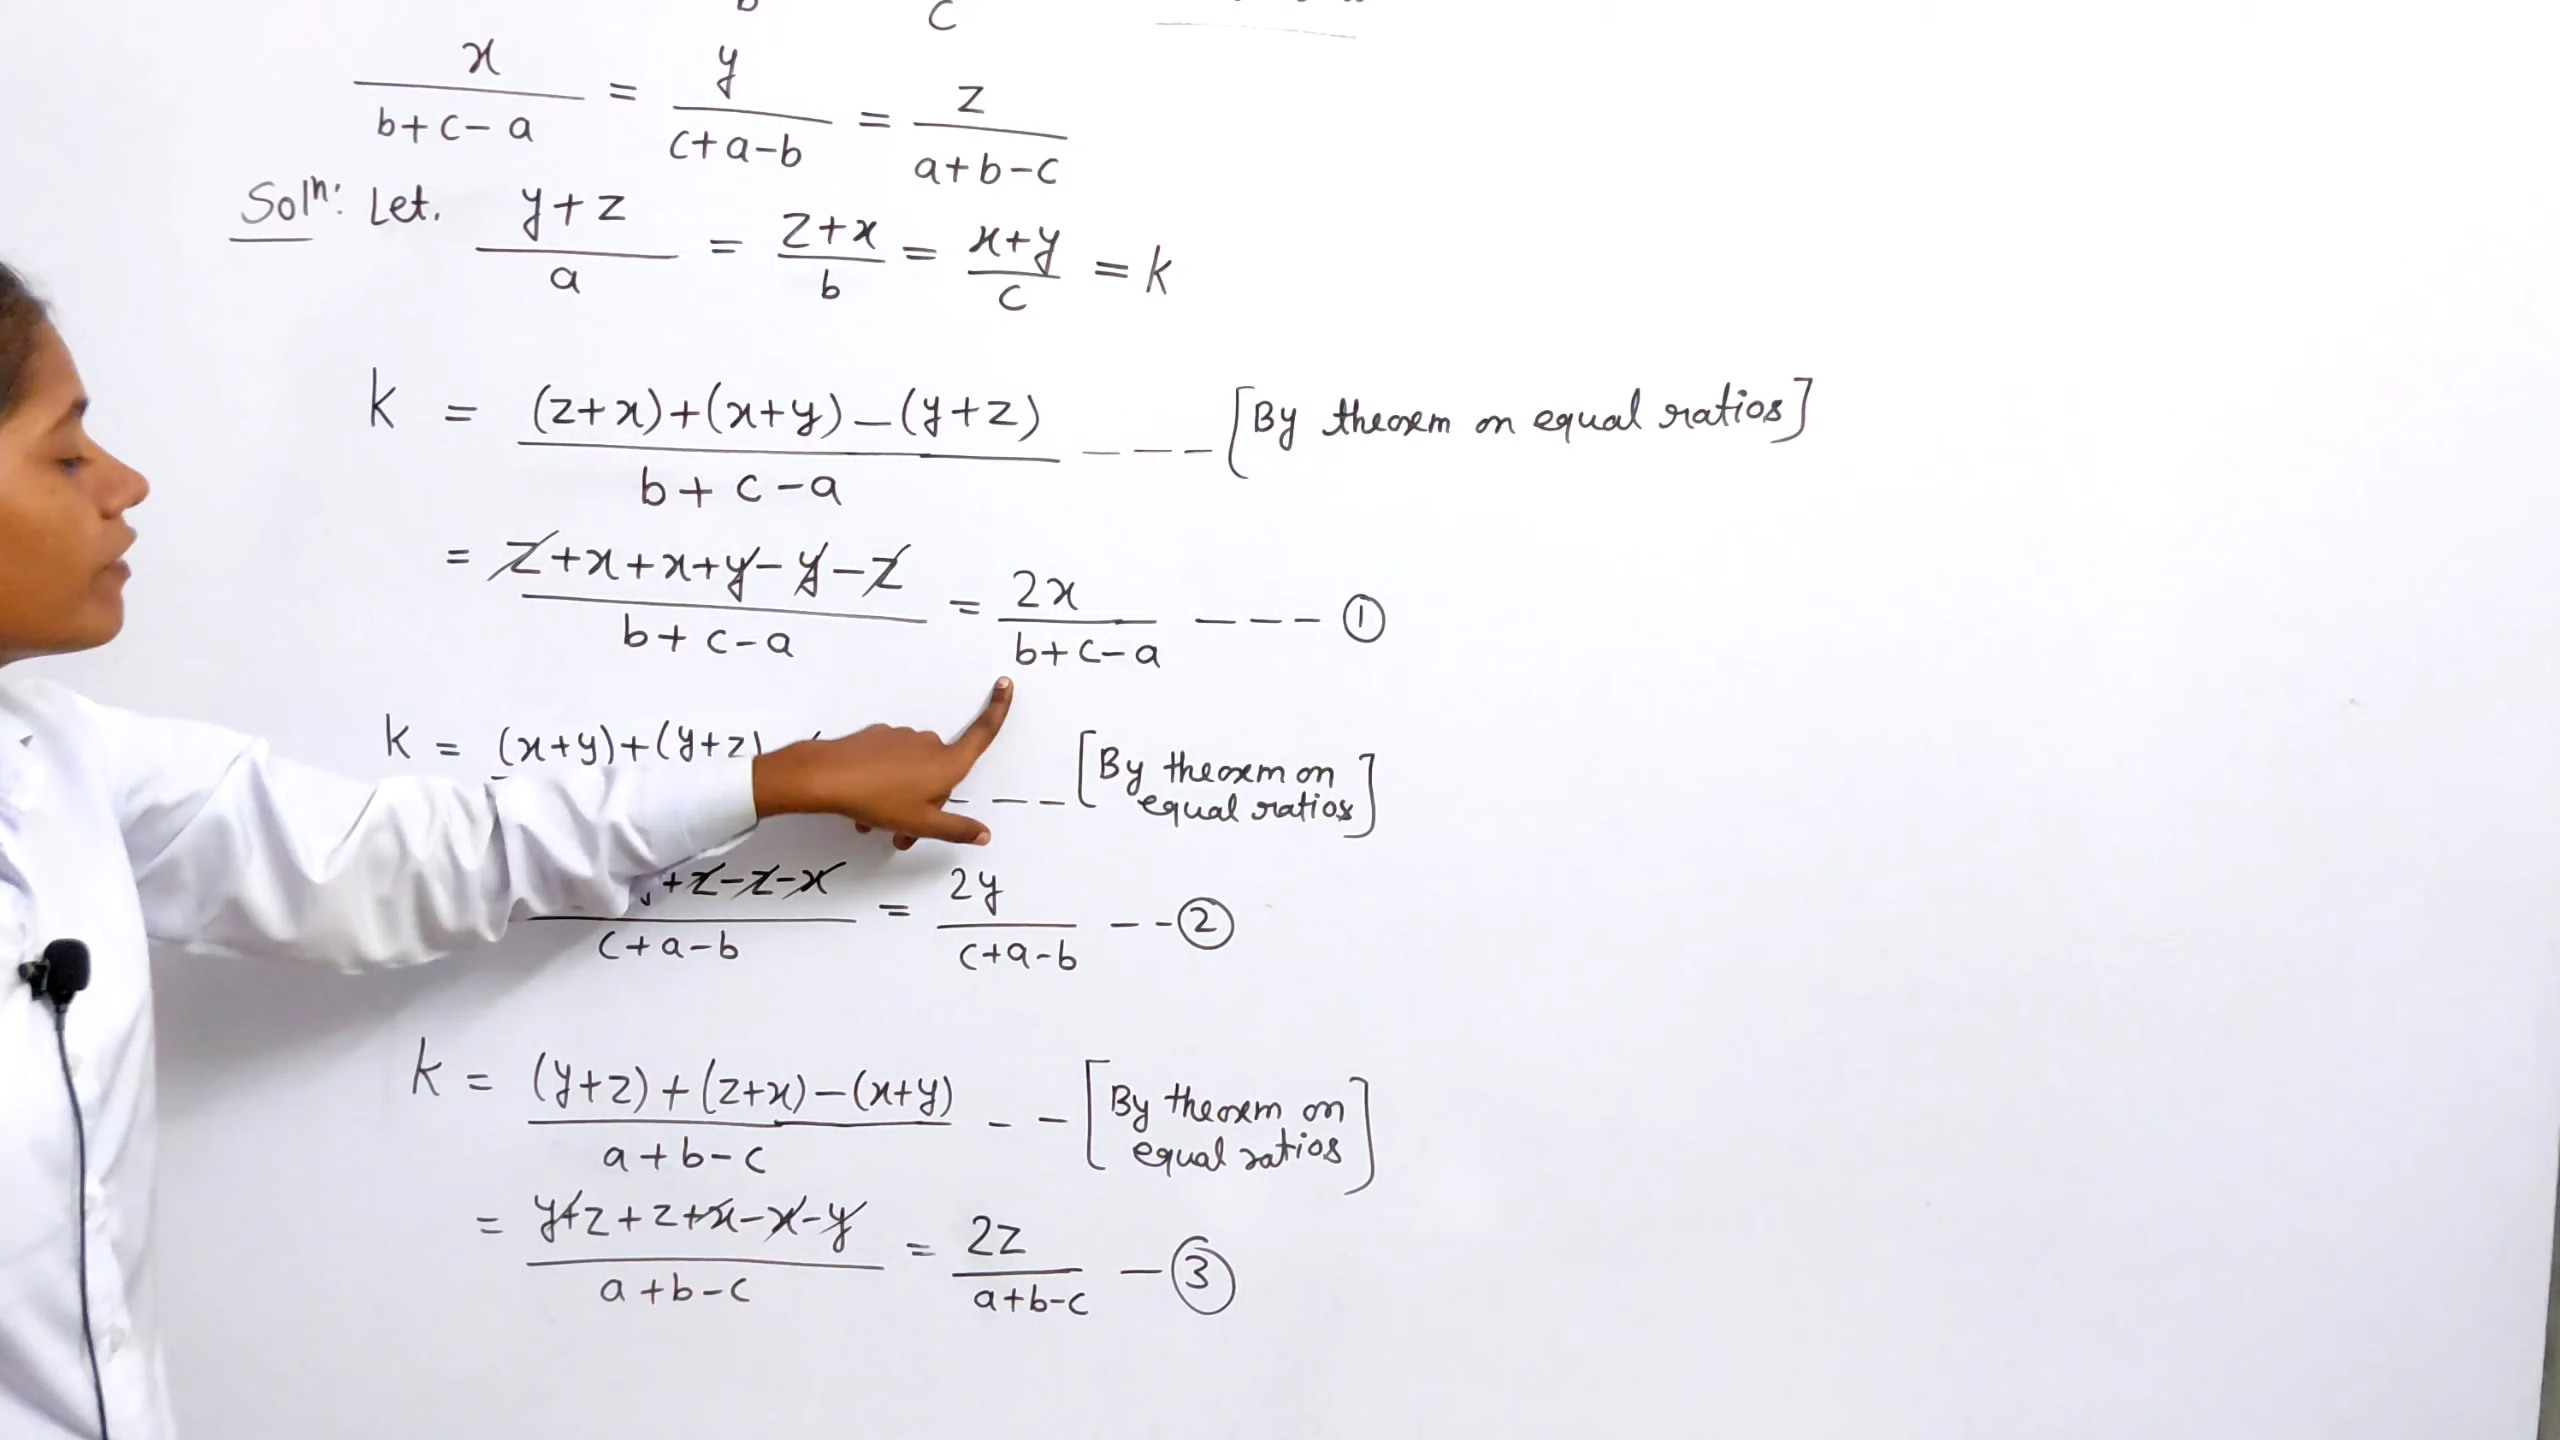 c
x/(b+c-a) = y/(c+a-b) = z/(a+b-c)
Solⁿ: Let. (y+z)/a = (z+x)/b = (x+y)/c = k
k = ((z+x)+(x+y)-(y+z))/(b+c-a) --- [By theorem on equal ratios]
= (z+x+x+y-y-z)/(b+c-a) = 2x/(b+c-a) --- ①
k = (x+y)+(y+z) --- [By theorem on equal ratios]
+z-z-x/(c+a-b) = 2y/(c+a-b) --②
k = ((y+z)+(z+x)-(x+y))/(a+b-c) -- [By theorem on equal ratios]
= (y+z+z+x-x-y)/(a+b-c) = 2z/(a+b-c) -③